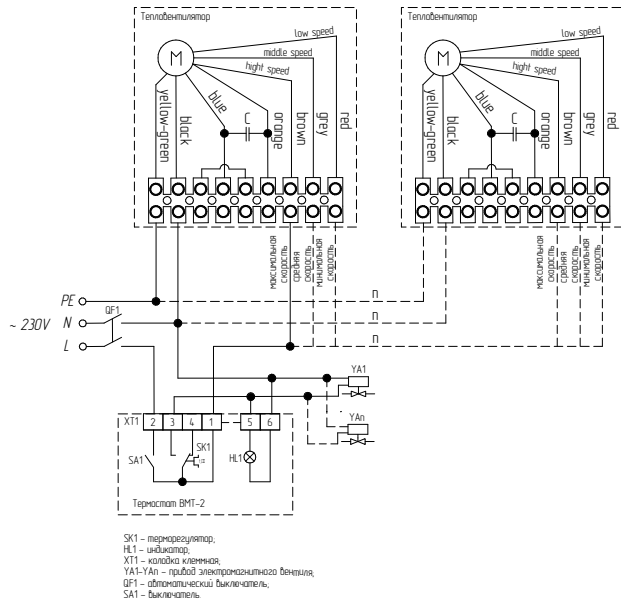 Тепловентилятор
Тепловентилятор
low speed
middle speed
hight speed
M
yellow-green
black
blue
C
orange
brown
grey
red
low speed
middle speed
hight speed
M
yellow-green
black
blue
C
orange
brown
grey
red
максимальная
скорость
средняя
скорость
минимальная
скорость
максимальная
скорость
средняя
скорость
минимальная
скорость
PE
п
~ 230V
QF1
N
п
L
п
YA1
YAn
XT1
2
3
4
1
5
6
SA1
SK1
HL1
Термостат ВМТ-2
SK1 – терморегулятор;
HL1 – индикатор;
XT1 – колодка клеммная;
YA1-YAn – привод электромагнитного вентиля;
QF1 – автоматический выключатель;
SA1 – выключатель.